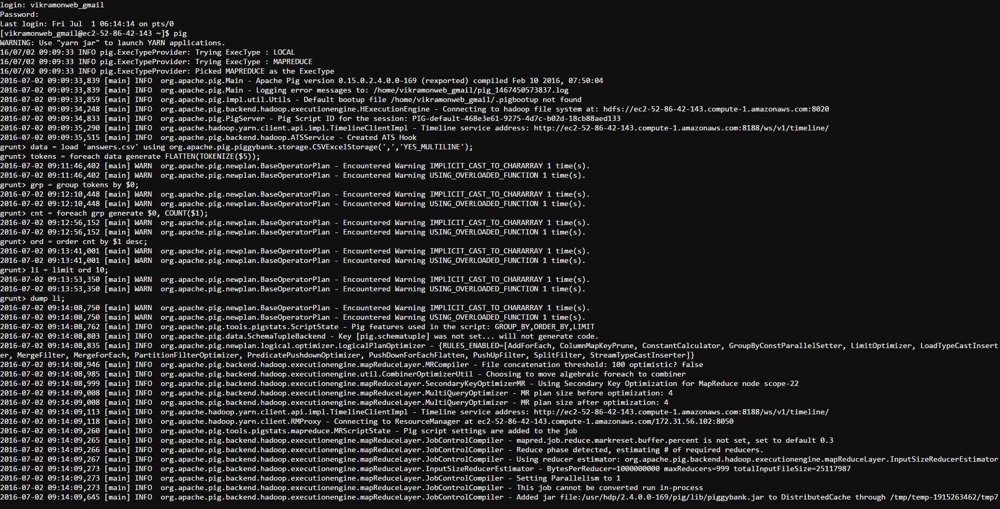 login: vikramonweb_gmail
Password:
Last login: Fri Jul  1 06:14:14 on pts/0
[vikramonweb_gmail@ec2-52-86-42-143 ~]$ pig
WARNING: Use "yarn jar" to launch YARN applications.
16/07/02 09:09:33 INFO pig.ExecTypeProvider: Trying ExecType : LOCAL
16/07/02 09:09:33 INFO pig.ExecTypeProvider: Trying ExecType : MAPREDUCE
16/07/02 09:09:33 INFO pig.ExecTypeProvider: Picked MAPREDUCE as the ExecType
2016-07-02 09:09:33,839 [main] INFO  org.apache.pig.Main - Apache Pig version 0.15.0.2.4.0.0-169 (rexported) compiled Feb 10 2016, 07:50:04
2016-07-02 09:09:33,839 [main] INFO  org.apache.pig.Main - Logging error messages to: /home/vikramonweb_gmail/pig_1467450573837.log
2016-07-02 09:09:33,859 [main] INFO  org.apache.pig.impl.util.Utils - Default bootup file /home/vikramonweb_gmail/.pigbootup not found
2016-07-02 09:09:34,248 [main] INFO  org.apache.pig.backend.hadoop.executionengine.HExecutionEngine - Connecting to hadoop file system at: hdfs://ec2-52-86-42-143.compute-1.amazonaws.com:8020
2016-07-02 09:09:34,833 [main] INFO  org.apache.pig.PigServer - Pig Script ID for the session: PIG-default-468e3e61-9275-4d7c-b02d-18cb88aed133
2016-07-02 09:09:35,290 [main] INFO  org.apache.hadoop.yarn.client.api.impl.TimelineClientImpl - Timeline service address: http://ec2-52-86-42-143.compute-1.amazonaws.com:8188/ws/v1/timeline/
2016-07-02 09:09:35,515 [main] INFO  org.apache.pig.backend.hadoop.ATSService - Created ATS Hook
grunt> data = load 'answers.csv' using org.apache.pig.piggybank.storage.CSVExcelStorage(',','YES_MULTILINE');
grunt> tokens = foreach data generate FLATTEN(TOKENIZE($5));
2016-07-02 09:11:46,402 [main] WARN  org.apache.pig.newplan.BaseOperatorPlan - Encountered Warning IMPLICIT_CAST_TO_CHARARRAY 1 time(s).
2016-07-02 09:11:46,402 [main] WARN  org.apache.pig.newplan.BaseOperatorPlan - Encountered Warning USING_OVERLOADED_FUNCTION 1 time(s).
grunt> grp = group tokens by $0;
2016-07-02 09:12:10,448 [main] WARN  org.apache.pig.newplan.BaseOperatorPlan - Encountered Warning IMPLICIT_CAST_TO_CHARARRAY 1 time(s).
2016-07-02 09:12:10,448 [main] WARN  org.apache.pig.newplan.BaseOperatorPlan - Encountered Warning USING_OVERLOADED_FUNCTION 1 time(s).
grunt> cnt = foreach grp generate $0, COUNT($1);
2016-07-02 09:12:56,152 [main] WARN  org.apache.pig.newplan.BaseOperatorPlan - Encountered Warning IMPLICIT_CAST_TO_CHARARRAY 1 time(s).
2016-07-02 09:12:56,152 [main] WARN  org.apache.pig.newplan.BaseOperatorPlan - Encountered Warning USING_OVERLOADED_FUNCTION 1 time(s).
grunt> ord = order cnt by $1 desc;
2016-07-02 09:13:41,001 [main] WARN  org.apache.pig.newplan.BaseOperatorPlan - Encountered Warning IMPLICIT_CAST_TO_CHARARRAY 1 time(s).
2016-07-02 09:13:41,001 [main] WARN  org.apache.pig.newplan.BaseOperatorPlan - Encountered Warning USING_OVERLOADED_FUNCTION 1 time(s).
grunt> li = limit ord 10;
2016-07-02 09:13:53,350 [main] WARN  org.apache.pig.newplan.BaseOperatorPlan - Encountered Warning IMPLICIT_CAST_TO_CHARARRAY 1 time(s).
2016-07-02 09:13:53,350 [main] WARN  org.apache.pig.newplan.BaseOperatorPlan - Encountered Warning USING_OVERLOADED_FUNCTION 1 time(s).
grunt> dump li;
2016-07-02 09:14:08,750 [main] WARN  org.apache.pig.newplan.BaseOperatorPlan - Encountered Warning IMPLICIT_CAST_TO_CHARARRAY 1 time(s).
2016-07-02 09:14:08,750 [main] WARN  org.apache.pig.newplan.BaseOperatorPlan - Encountered Warning USING_OVERLOADED_FUNCTION 1 time(s).
2016-07-02 09:14:08,762 [main] INFO  org.apache.pig.tools.pigstats.ScriptState - Pig features used in the script: GROUP_BY,ORDER_BY,LIMIT
2016-07-02 09:14:08,803 [main] INFO  org.apache.pig.data.SchemaTupleBackend - Key [pig.schematuple] was not set... will not generate code.
2016-07-02 09:14:08,835 [main] INFO  org.apache.pig.newplan.logical.optimizer.LogicalPlanOptimizer - {RULES_ENABLED=[AddForEach, ColumnMapKeyPrune, ConstantCalculator, GroupByConstParallelSetter, LimitOptimizer, LoadTypeCastInsert
er, MergeFilter, MergeForEach, PartitionFilterOptimizer, PredicatePushdownOptimizer, PushDownForEachFlatten, PushUpFilter, SplitFilter, StreamTypeCastInserter]}
2016-07-02 09:14:08,946 [main] INFO  org.apache.pig.backend.hadoop.executionengine.mapReduceLayer.MRCompiler - File concatenation threshold: 100 optimistic? false
2016-07-02 09:14:08,985 [main] INFO  org.apache.pig.backend.hadoop.executionengine.util.CombinerOptimizerUtil - Choosing to move algebraic foreach to combiner
2016-07-02 09:14:08,999 [main] INFO  org.apache.pig.backend.hadoop.executionengine.mapReduceLayer.SecondaryKeyOptimizerMR - Using Secondary Key Optimization for MapReduce node scope-22
2016-07-02 09:14:09,008 [main] INFO  org.apache.pig.backend.hadoop.executionengine.mapReduceLayer.MultiQueryOptimizer - MR plan size before optimization: 4
2016-07-02 09:14:09,008 [main] INFO  org.apache.pig.backend.hadoop.executionengine.mapReduceLayer.MultiQueryOptimizer - MR plan size after optimization: 4
2016-07-02 09:14:09,113 [main] INFO  org.apache.hadoop.yarn.client.api.impl.TimelineClientImpl - Timeline service address: http://ec2-52-86-42-143.compute-1.amazonaws.com:8188/ws/v1/timeline/
2016-07-02 09:14:09,118 [main] INFO  org.apache.hadoop.yarn.client.RMProxy - Connecting to ResourceManager at ec2-52-86-42-143.compute-1.amazonaws.com/172.31.56.102:8050
2016-07-02 09:14:09,260 [main] INFO  org.apache.pig.tools.pigstats.mapreduce.MRScriptState - Pig script settings are added to the job
2016-07-02 09:14:09,265 [main] INFO  org.apache.pig.backend.hadoop.executionengine.mapReduceLayer.JobControlCompiler - mapred.job.reduce.markreset.buffer.percent is not set, set to default 0.3
2016-07-02 09:14:09,266 [main] INFO  org.apache.pig.backend.hadoop.executionengine.mapReduceLayer.JobControlCompiler - Reduce phase detected, estimating # of required reducers.
2016-07-02 09:14:09,267 [main] INFO  org.apache.pig.backend.hadoop.executionengine.mapReduceLayer.JobControlCompiler - Using reducer estimator: org.apache.pig.backend.hadoop.executionengine.mapReduceLayer.InputSizeReducerEstimator
2016-07-02 09:14:09,273 [main] INFO  org.apache.pig.backend.hadoop.executionengine.mapReduceLayer.InputSizeReducerEstimator - BytesPerReducer=1000000000 maxReducers=999 totalInputFileSize=25117987
2016-07-02 09:14:09,273 [main] INFO  org.apache.pig.backend.hadoop.executionengine.mapReduceLayer.JobControlCompiler - Setting Parallelism to 1
2016-07-02 09:14:09,273 [main] INFO  org.apache.pig.backend.hadoop.executionengine.mapReduceLayer.JobControlCompiler - This job cannot be converted run in-process
2016-07-02 09:14:09,645 [main] INFO  org.apache.pig.backend.hadoop.executionengine.mapReduceLayer.JobControlCompiler - Added jar file:/usr/hdp/2.4.0.0-169/pig/lib/piggybank.jar to DistributedCache through /tmp/temp-1915263462/tmp7